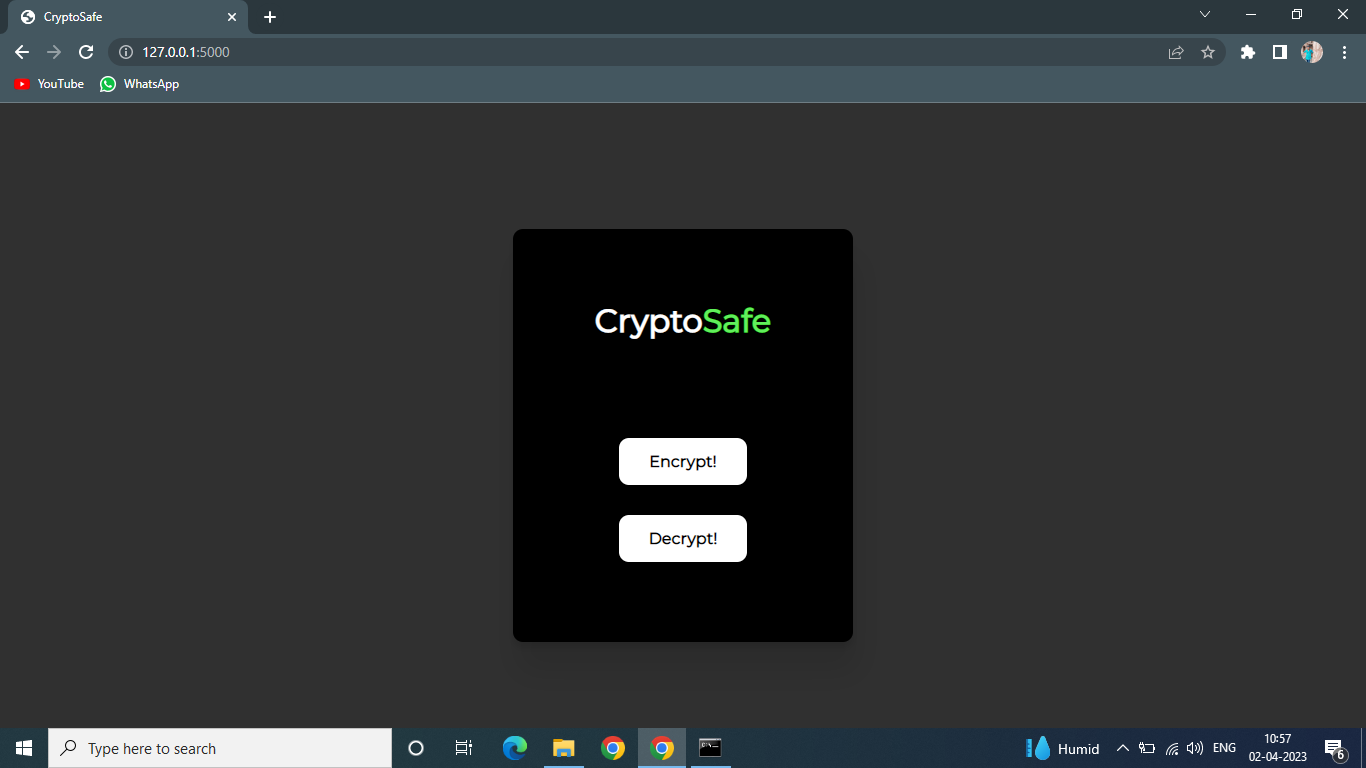 CryptoSafe
127.0.0.1:5000
YouTube WhatsApp
CryptoSafe
Encrypt!
Decrypt!
Type here to search
Humid
ENG
10:57
02-04-2023
6